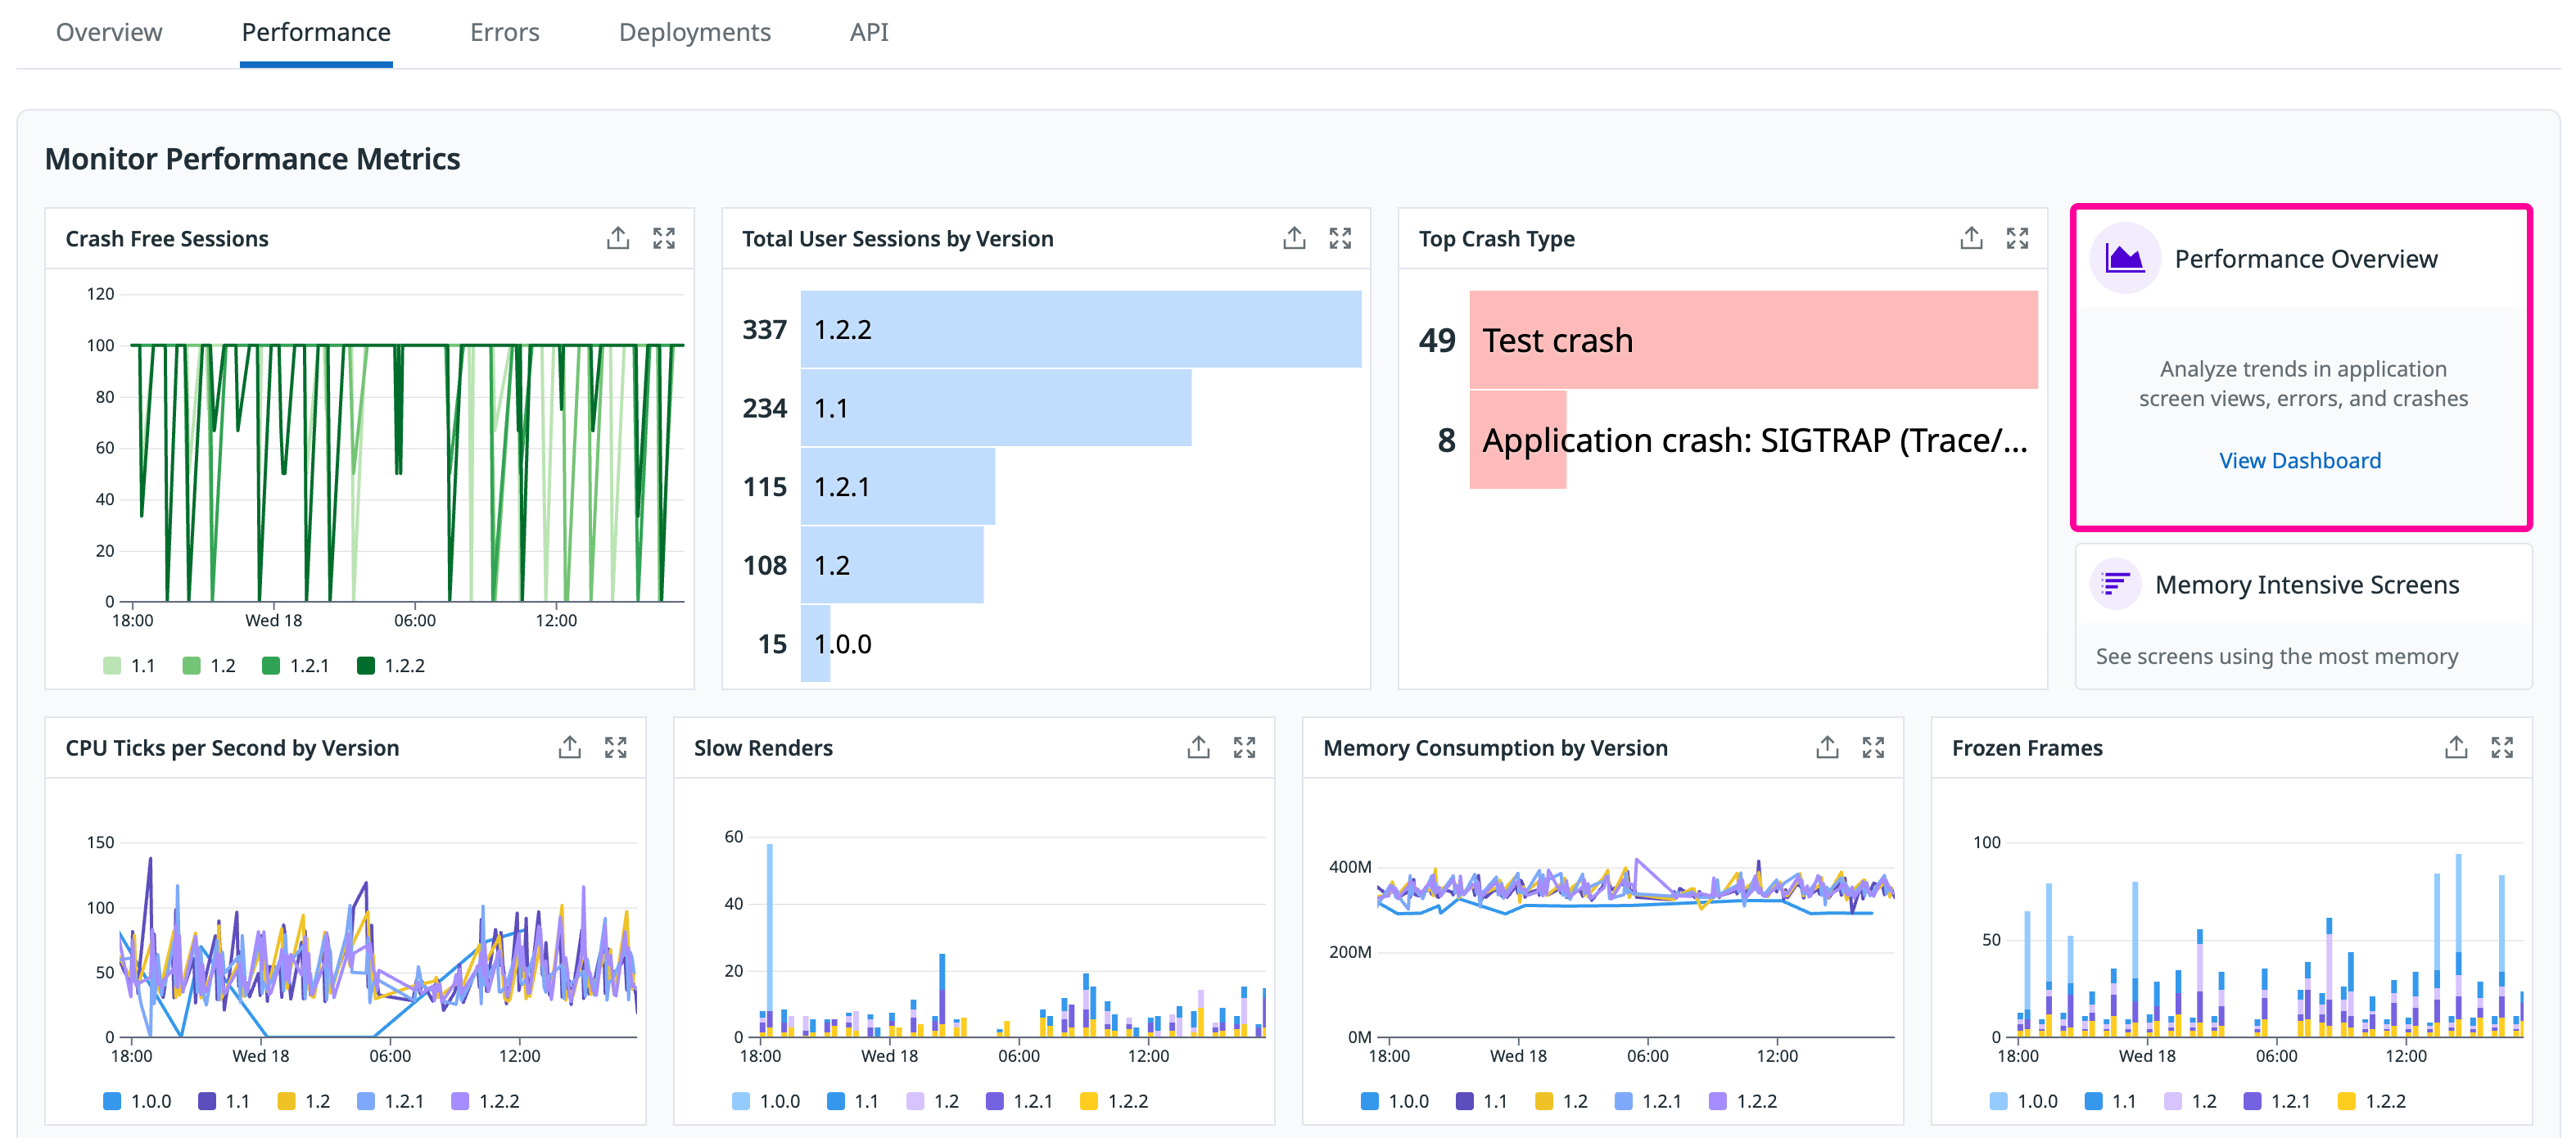 Overview
Performance
Errors
Deployments
API
Monitor Performance Metrics
Crash Free Sessions
120
100
80
60
40
20
0
18:00
Wed 18
06:00
12:00
1.1
1.2
1.2.1
1.2.2
Total User Sessions by Version
337 1.2.2
234 1.1
115 1.2.1
108 1.2
15 1.0.0
Top Crash Type
49 Test crash
8 Application crash: SIGTRAP (Trace/...
Performance Overview
Analyze trends in application
screen views, errors, and crashes
View Dashboard
Memory Intensive Screens
See screens using the most memory
CPU Ticks per Second by Version
150
100
50
0
18:00
Wed 18
06:00
12:00
1.0.0
1.1
1.2
1.2.1
1.2.2
Slow Renders
60
40
20
0
18:00
Wed 18
06:00
12:00
1.0.0
1.1
1.2
1.2.1
1.2.2
Memory Consumption by Version
400M
200M
0M
18:00
Wed 18
06:00
12:00
1.0.0
1.1
1.2
1.2.1
1.2.2
Frozen Frames
100
50
0
18:00
Wed 18
06:00
12:00
1.0.0
1.1
1.2
1.2.1
1.2.2